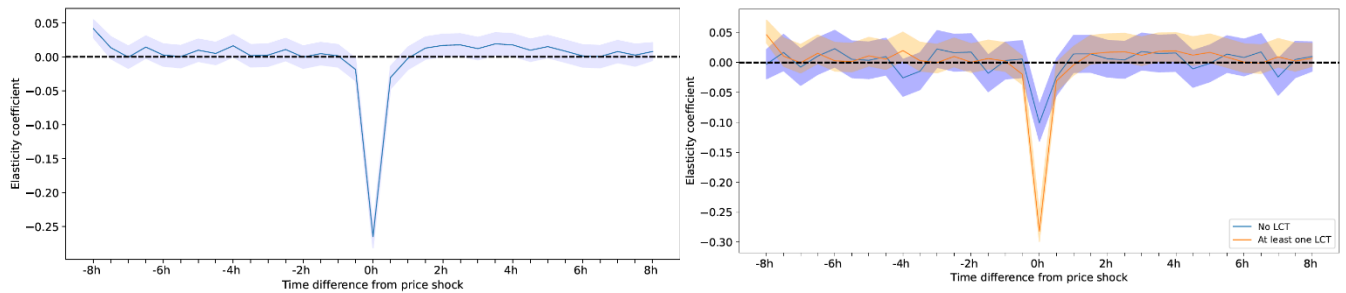 0.05
0.00
−0.05
−0.10
−0.15
−0.20
−0.25
Elasticity coefficient
-8h -6h -4h -2h 0h 2h 4h 6h 8h
Time difference from price shock
0.05
0.00
−0.05
−0.10
−0.15
−0.20
−0.25
−0.30
Elasticity coefficient
No LCT
At least one LCT
-8h -6h -4h -2h 0h 2h 4h 6h 8h
Time difference from price shock